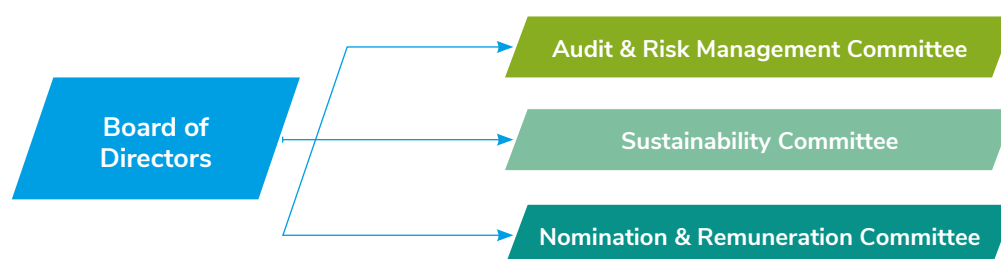 Board of
Directors
Audit & Risk Management Committee
Sustainability Committee
Nomination & Remuneration Committee